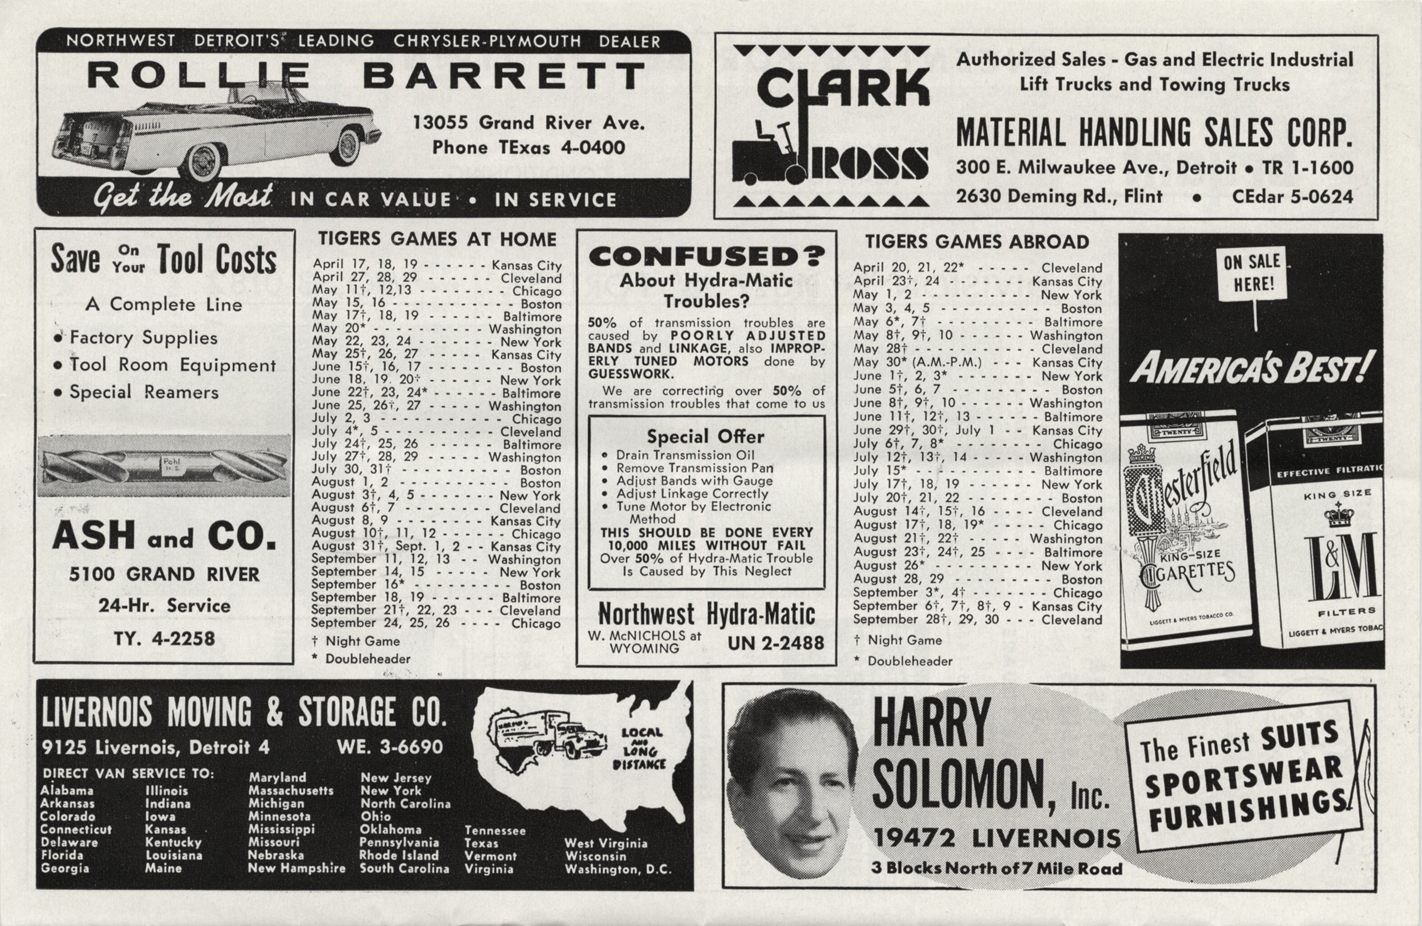 NORTHWEST DETROIT'S LEADING CHRYSLER-PLYMOUTH DEALER
ROLLIE BARRETT
13055 Grand River Ave.
Phone TExas 4-0400
Get the Most IN CAR VALUE • IN SERVICE
CLARK
ROSS
Authorized Sales - Gas and Electric Industrial
Lift Trucks and Towing Trucks
MATERIAL HANDLING SALES CORP.
300 E. Milwaukee Ave., Detroit • TR 1-1600
2630 Deming Rd., Flint • CEdar 5-0624
Save On Your Tool Costs
A Complete Line
• Factory Supplies
• Tool Room Equipment
• Special Reamers
ASH and CO.
5100 GRAND RIVER
24-Hr. Service
TY. 4-2258
TIGERS GAMES AT HOME
April 17, 18, 19 - - - - - - Kansas City
April 27, 28, 29 - - - - - - - Cleveland
May 11†, 12,13 - - - - - - - Chicago
May 15, 16 - - - - - - - - - - - Boston
May 17†, 18, 19 - - - - - - Baltimore
May 20* - - - - - - - - - - Washington
May 22, 23, 24 - - - - - - New York
May 25†, 26, 27 - - - - Kansas City
June 15†, 16, 17 - - - - - - - Boston
June 18, 19. 20† - - - - - New York
June 22†, 23, 24* - - - - - Baltimore
June 25, 26†, 27 - - - - Washington
July 2, 3 - - - - - - - - - - - Chicago
July 4*, 5 - - - - - - - - - Cleveland
July 24†, 25, 26 - - - - - - Baltimore
July 27†, 28, 29 - - - - Washington
July 30, 31† - - - - - - - - - Boston
August 1, 2 - - - - - - - - - - Boston
August 3†, 4, 5 - - - - - New York
August 6†, 7 - - - - - - - Cleveland
August 8, 9 - - - - - - Kansas City
August 10†, 11, 12 - - - - Chicago
August 31†, Sept. 1, 2 - - Kansas City
September 11, 12, 13 - - Washington
September 14, 15 - - - - New York
September 16* - - - - - - - - Boston
September 18, 19 - - - - Baltimore
September 21†, 22, 23 - - - Cleveland
September 24, 25, 26 - - - Chicago
† Night Game
* Doubleheader
CONFUSED?
About Hydra-Matic
Troubles?
50% of transmission troubles are
caused by POORLY ADJUSTED
BANDS and LINKAGE, also IMPROP-
ERLY TUNED MOTORS done by
GUESSWORK.
We are correcting over 50% of
transmission troubles that come to us
Special Offer
• Drain Transmission Oil
• Remove Transmission Pan
• Adjust Bands with Gauge
• Adjust Linkage Correctly
• Tune Motor by Electronic
Method
THIS SHOULD BE DONE EVERY
10,000 MILES WITHOUT FAIL
Over 50% of Hydra-Matic Trouble
Is Caused by This Neglect
Northwest Hydra-Matic
W. McNICHOLS at
WYOMING UN 2-2488
TIGERS GAMES ABROAD
April 20, 21, 22* - - - - - Cleveland
April 23†, 24 - - - - - - Kansas City
May 1, 2 - - - - - - - - - New York
May 3, 4, 5 - - - - - - - - - - Boston
May 6*, 7† - - - - - - - - Baltimore
May 8†, 9†, 10 - - - - - Washington
May 28† - - - - - - - - - - Cleveland
May 30* (A.M.-P.M.) - - - Kansas City
June 1†, 2, 3* - - - - - - New York
June 5†, 6, 7 - - - - - - - - - Boston
June 8†, 9†, 10 - - - - Washington
June 11†, 12†, 13 - - - - Baltimore
June 29†, 30†, July 1 - - Kansas City
July 6†, 7, 8* - - - - - - - - Chicago
July 12†, 13†, 14 - - - - Washington
July 15* - - - - - - - - - - Baltimore
July 17†, 18, 19 - - - - - New York
July 20†, 21, 22 - - - - - - - Boston
August 14†, 15†, 16 - - - Cleveland
August 17†, 18, 19* - - - - Chicago
August 21†, 22† - - - - Washington
August 23†, 24†, 25 - - - Baltimore
August 26* - - - - - - - - New York
August 28, 29 - - - - - - - - Boston
September 3*, 4† - - - - - Chicago
September 6†, 7†, 8†, 9 - Kansas City
September 28†, 29, 30 - - - Cleveland
† Night Game
* Doubleheader
ON SALE
HERE!
AMERICA'S BEST!
TWENTY
Chesterfield
KING-SIZE
CIGARETTES
LIGGETT & MYERS TOBACCO CO.
TWENTY
EFFECTIVE FILTRATIC
KING SIZE
L&M
FILTERS
LIGGETT & MYERS TOBAC
LIVERNOIS MOVING & STORAGE CO.
9125 Livernois, Detroit 4 WE. 3-6690
LOCAL
AND
LONG
DISTANCE
DIRECT VAN SERVICE TO:
Alabama
Arkansas
Colorado
Connecticut
Delaware
Florida
Georgia
Illinois
Indiana
Iowa
Kansas
Kentucky
Louisiana
Maine
Maryland
Massachusetts
Michigan
Minnesota
Mississippi
Missouri
Nebraska
New Hampshire
New Jersey
New York
North Carolina
Ohio
Oklahoma
Pennsylvania
Rhode Island
South Carolina
Tennessee
Texas
Vermont
Virginia
West Virginia
Wisconsin
Washington, D.C.
HARRY
SOLOMON, Inc.
19472 LIVERNOIS
3 Blocks North of 7 Mile Road
The Finest SUITS
SPORTSWEAR
FURNISHINGS